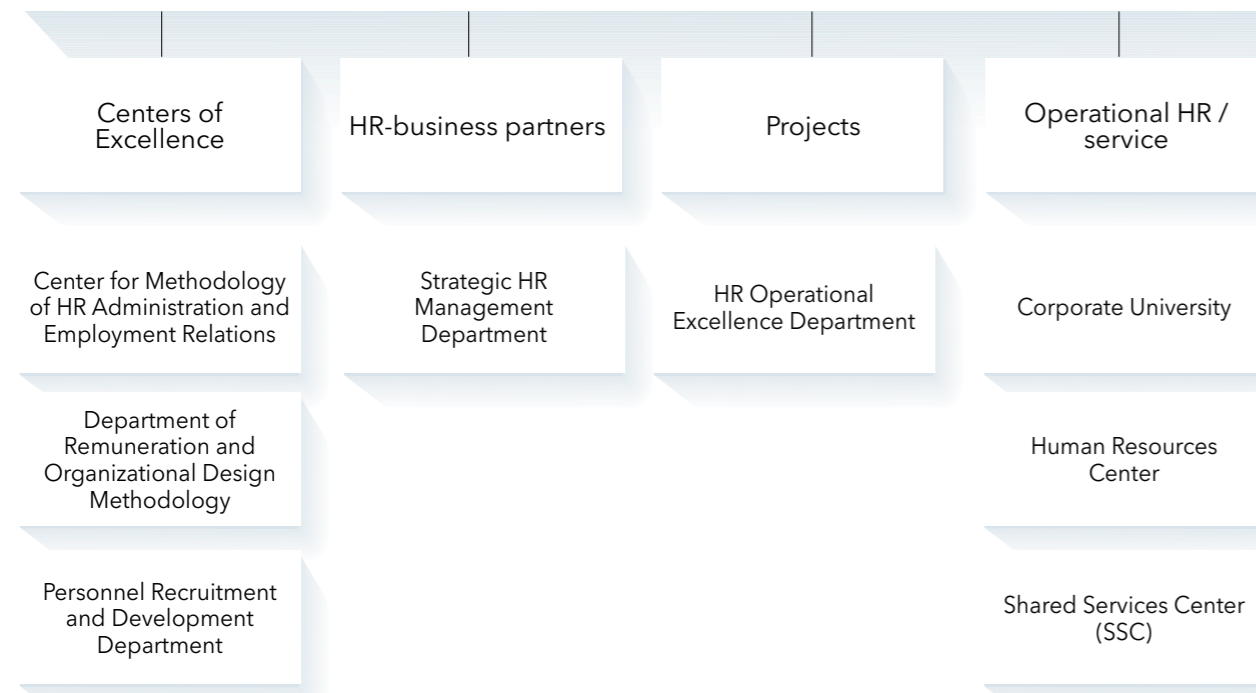 Centers of
Excellence
HR-business partners
Projects
Operational HR /
service
Center for Methodology
of HR Administration and
Employment Relations
Strategic HR
Management
Department
HR Operational
Excellence Department
Corporate University
Department of
Remuneration and
Organizational Design
Methodology
Human Resources
Center
Personnel Recruitment
and Development
Department
Shared Services Center
(SSC)